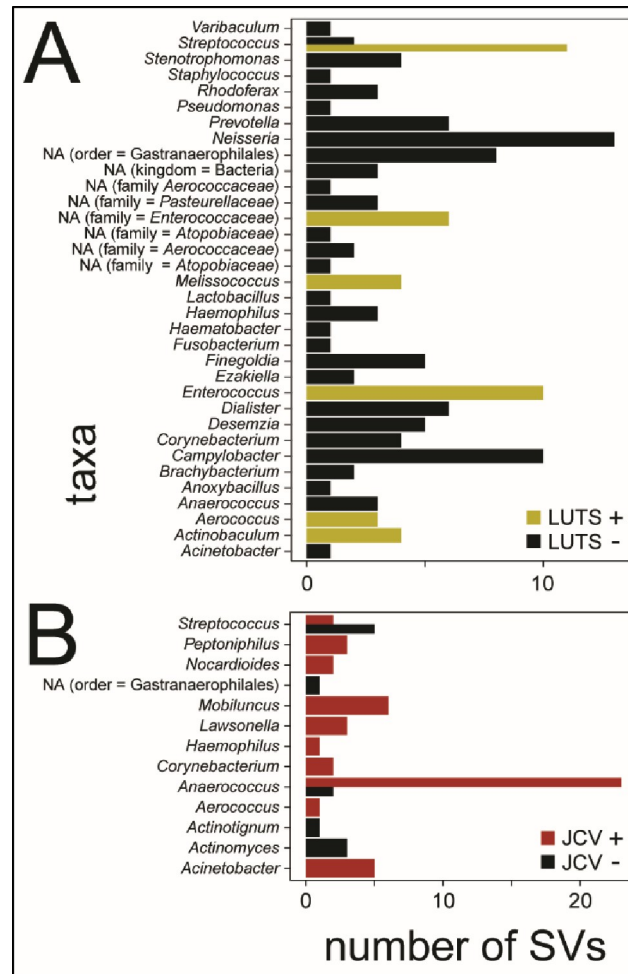 A
Varibaculum
Streptococcus
Stenotrophomonas
Staphylococcus
Rhodoferax
Pseudomonas
Prevotella
Neisseria
NA (order = Gastranaerophilales)
NA (kingdom = Bacteria)
NA (family Aerococcaceae)
NA (family = Pasteurellaceae)
NA (family = Enterococcaceae)
NA (family = Atopobiaceae)
NA (family = Aerococcaceae)
NA (family = Atopobiaceae)
Melissococcus
Lactobacillus
Haemophilus
Haematobacter
Fusobacterium
Finegoldia
Ezakiella
Enterococcus
Dialister
Desemzia
Corynebacterium
Campylobacter
Brachybacterium
Anoxybacillus
Anaerococcus
Aerococcus
Actinobaculum
Acinetobacter
taxa
LUTS +
LUTS -
0 10
B
Streptococcus
Peptoniphilus
Nocardioides
NA (order = Gastranaerophilales)
Mobiluncus
Lawsonella
Haemophilus
Corynebacterium
Anaerococcus
Aerococcus
Actinotignum
Actinomyces
Acinetobacter
JCV +
JCV -
0 10 20
number of SVs